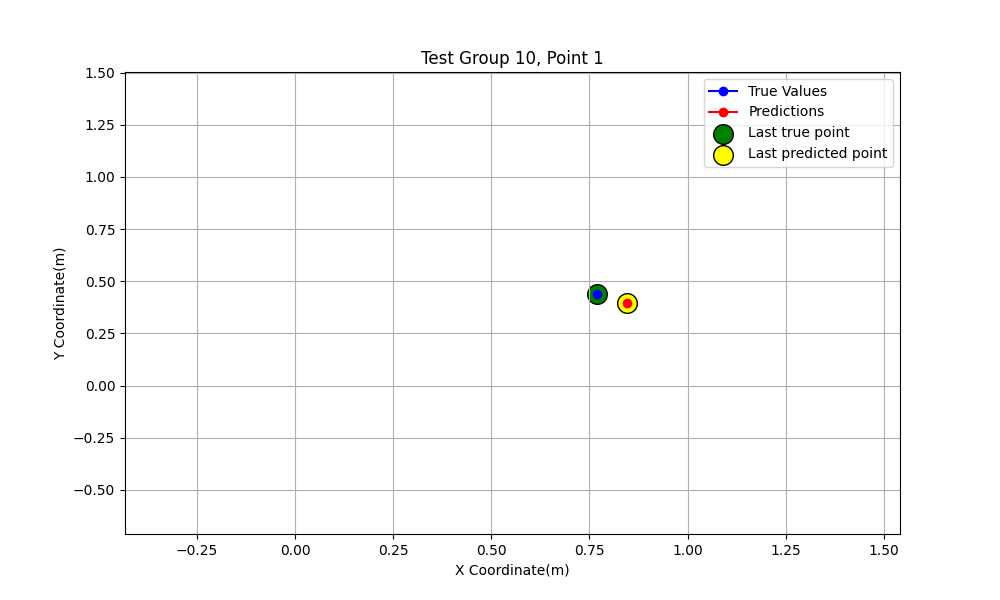 Test Group 10, Point 1
True Values
Predictions
Last true point
Last predicted point
Y Coordinate(m)
1.50
1.25
1.00
0.75
0.50
0.25
0.00
−0.25
−0.50
−0.25 0.00 0.25 0.50 0.75 1.00 1.25 1.50
X Coordinate(m)